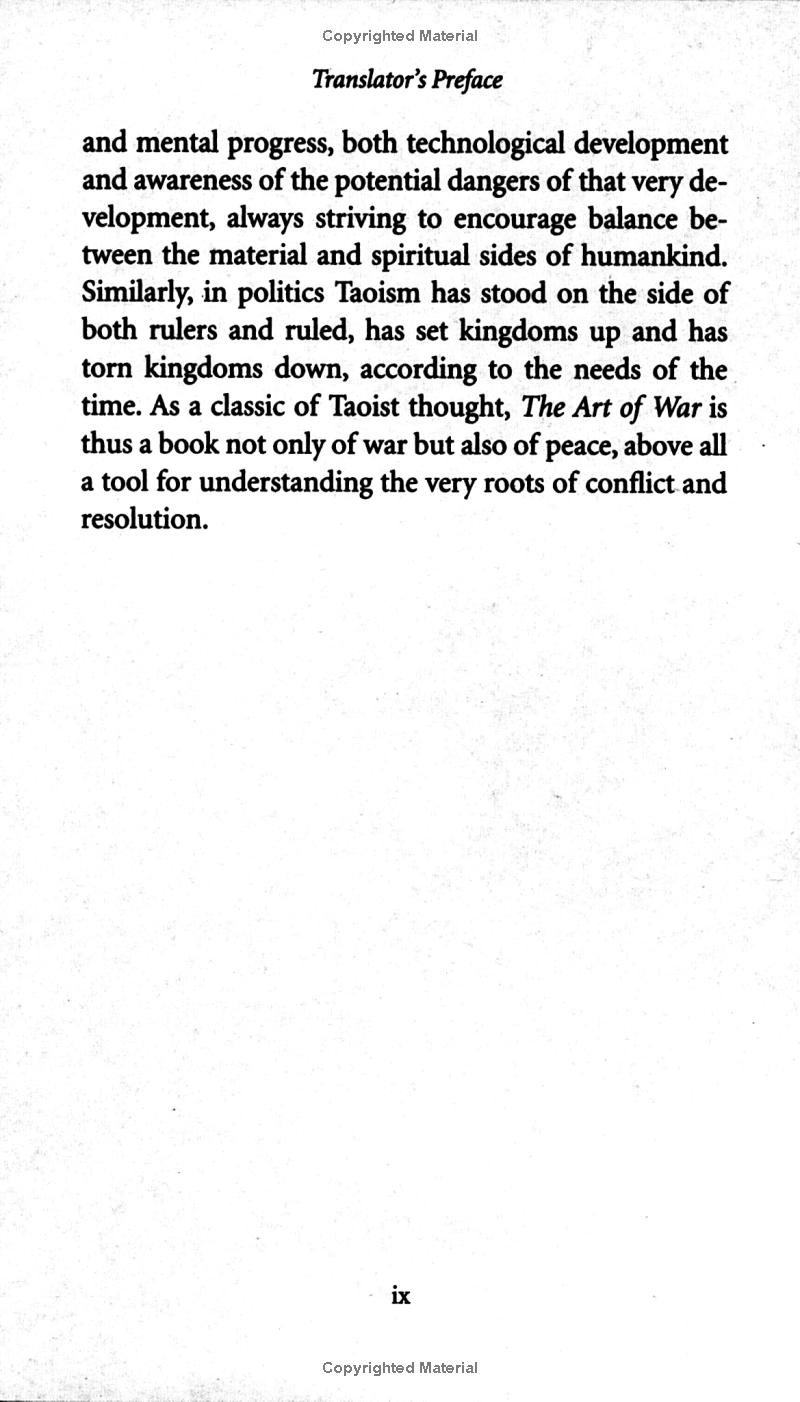 Copyrighted Material
Translator's Preface
and mental progress, both technological development
and awareness of the potential dangers of that very de-
velopment, always striving to encourage balance be-
tween the material and spiritual sides of humankind.
Similarly, in politics Taoism has stood on the side of
both rulers and ruled, has set kingdoms up and has
torn kingdoms down, according to the needs of the
time. As a classic of Taoist thought, The Art of War is
thus a book not only of war but also of peace, above all
a tool for understanding the very roots of conflict and
resolution.
ix
Copyrighted Material